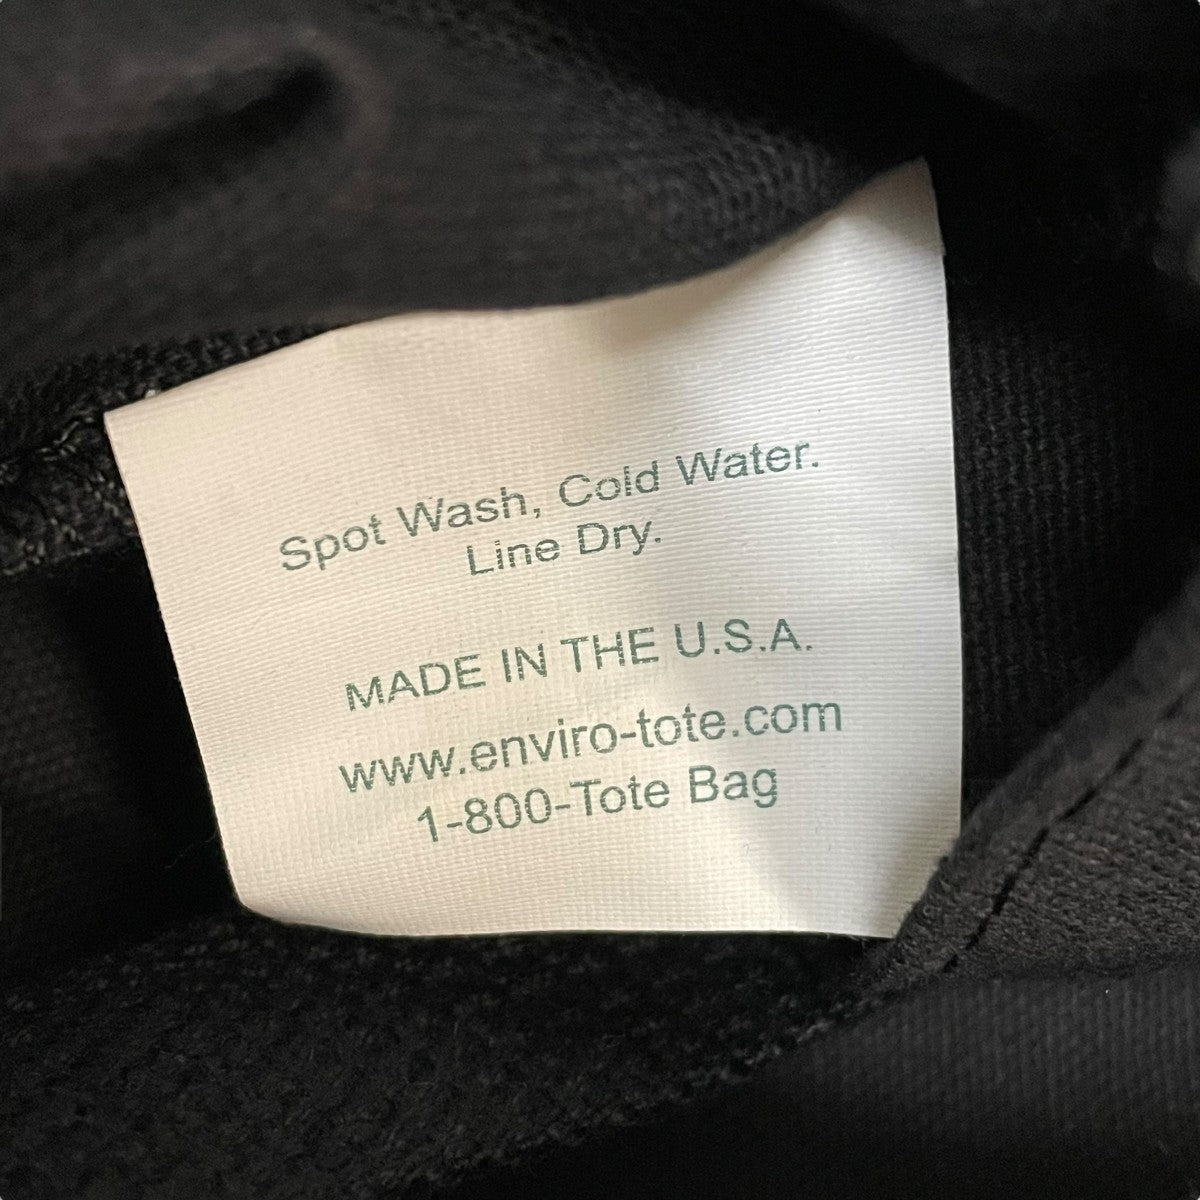 Spot Wash, Cold Water.
Line Dry.
MADE IN THE U.S.A.
www.enviro-tote.com
1-800-Tote Bag